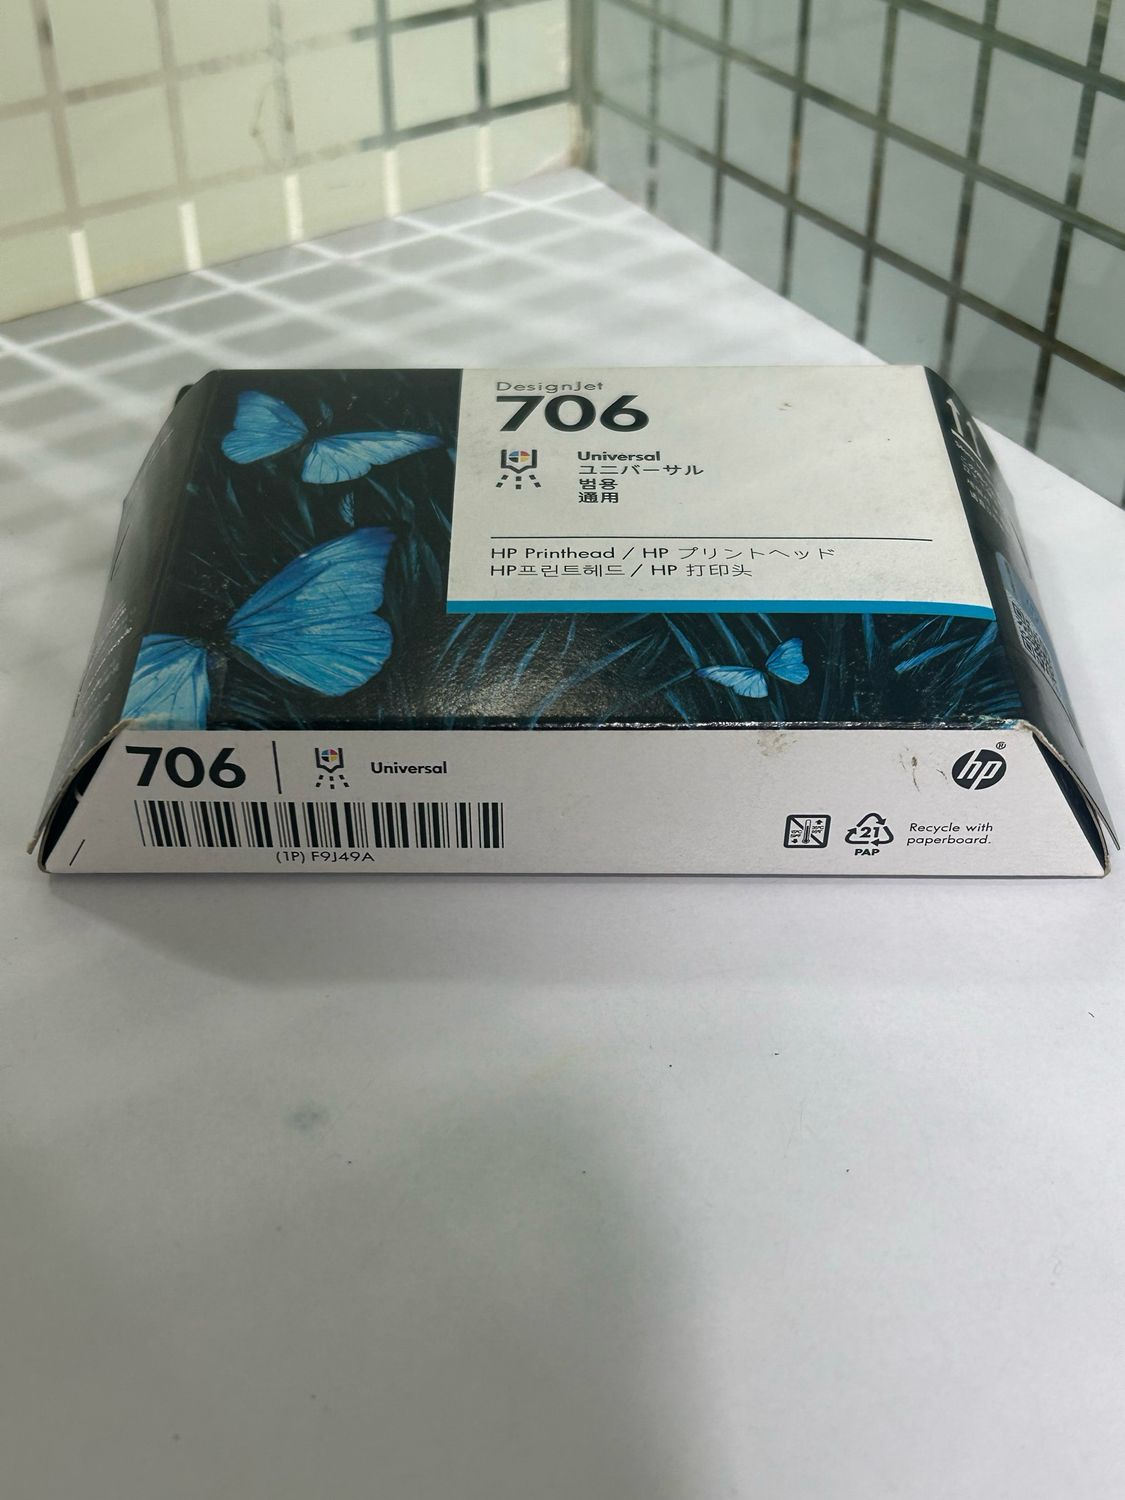 DesignJet
706
Universal
ユニバーサル
범용
通用
HP Printhead / HP プリントヘッド
HP프린트헤드 / HP 打印头
706
Universal
hp®
(1P) F9J49A
21
PAP
Recycle with
paperboard.